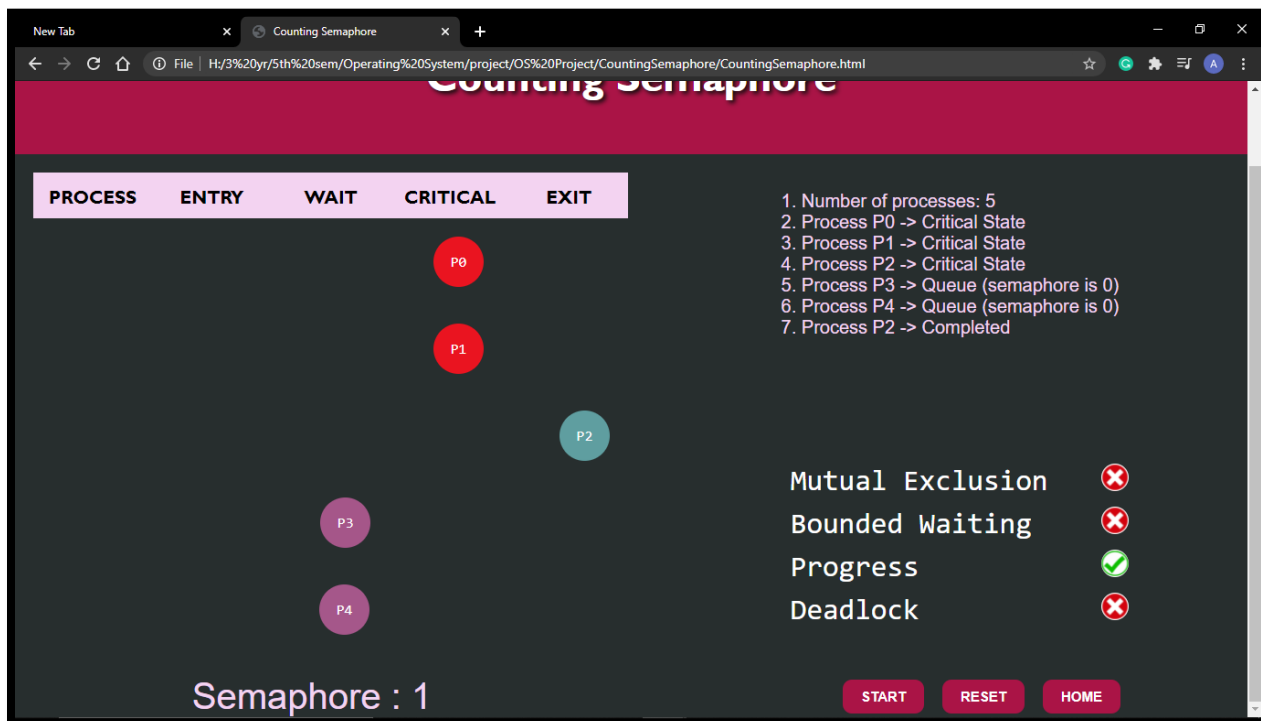 New Tab
Counting Semaphore
File | H:/3%20yr/5th%20sem/Operating%20System/project/OS%20Project/CountingSemaphore/CountingSemaphore.html
A
Counting Semaphore
PROCESS ENTRY WAIT CRITICAL EXIT
P0
P1
P2
P3
P4
Semaphore : 1
1. Number of processes: 5
2. Process P0 -> Critical State
3. Process P1 -> Critical State
4. Process P2 -> Critical State
5. Process P3 -> Queue (semaphore is 0)
6. Process P4 -> Queue (semaphore is 0)
7. Process P2 -> Completed
Mutual Exclusion
Bounded Waiting
Progress
Deadlock
START RESET HOME